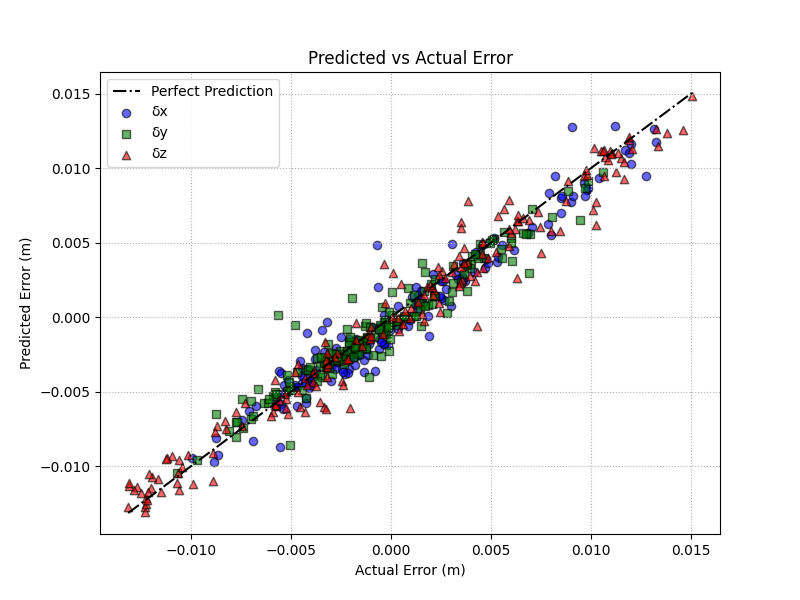 Predicted vs Actual Error
Perfect Prediction
δx
δy
δz
0.015
0.010
0.005
0.000
−0.005
−0.010
Predicted Error (m)
−0.010 −0.005 0.000 0.005 0.010 0.015
Actual Error (m)